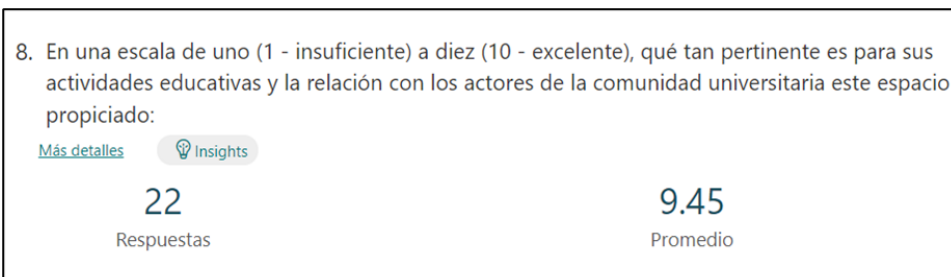 8. En una escala de uno (1 - insuficiente) a diez (10 - excelente), qué tan pertinente es para sus
actividades educativas y la relación con los actores de la comunidad universitaria este espacio
propiciado:
Más detalles Insights
22 9.45
Respuestas Promedio